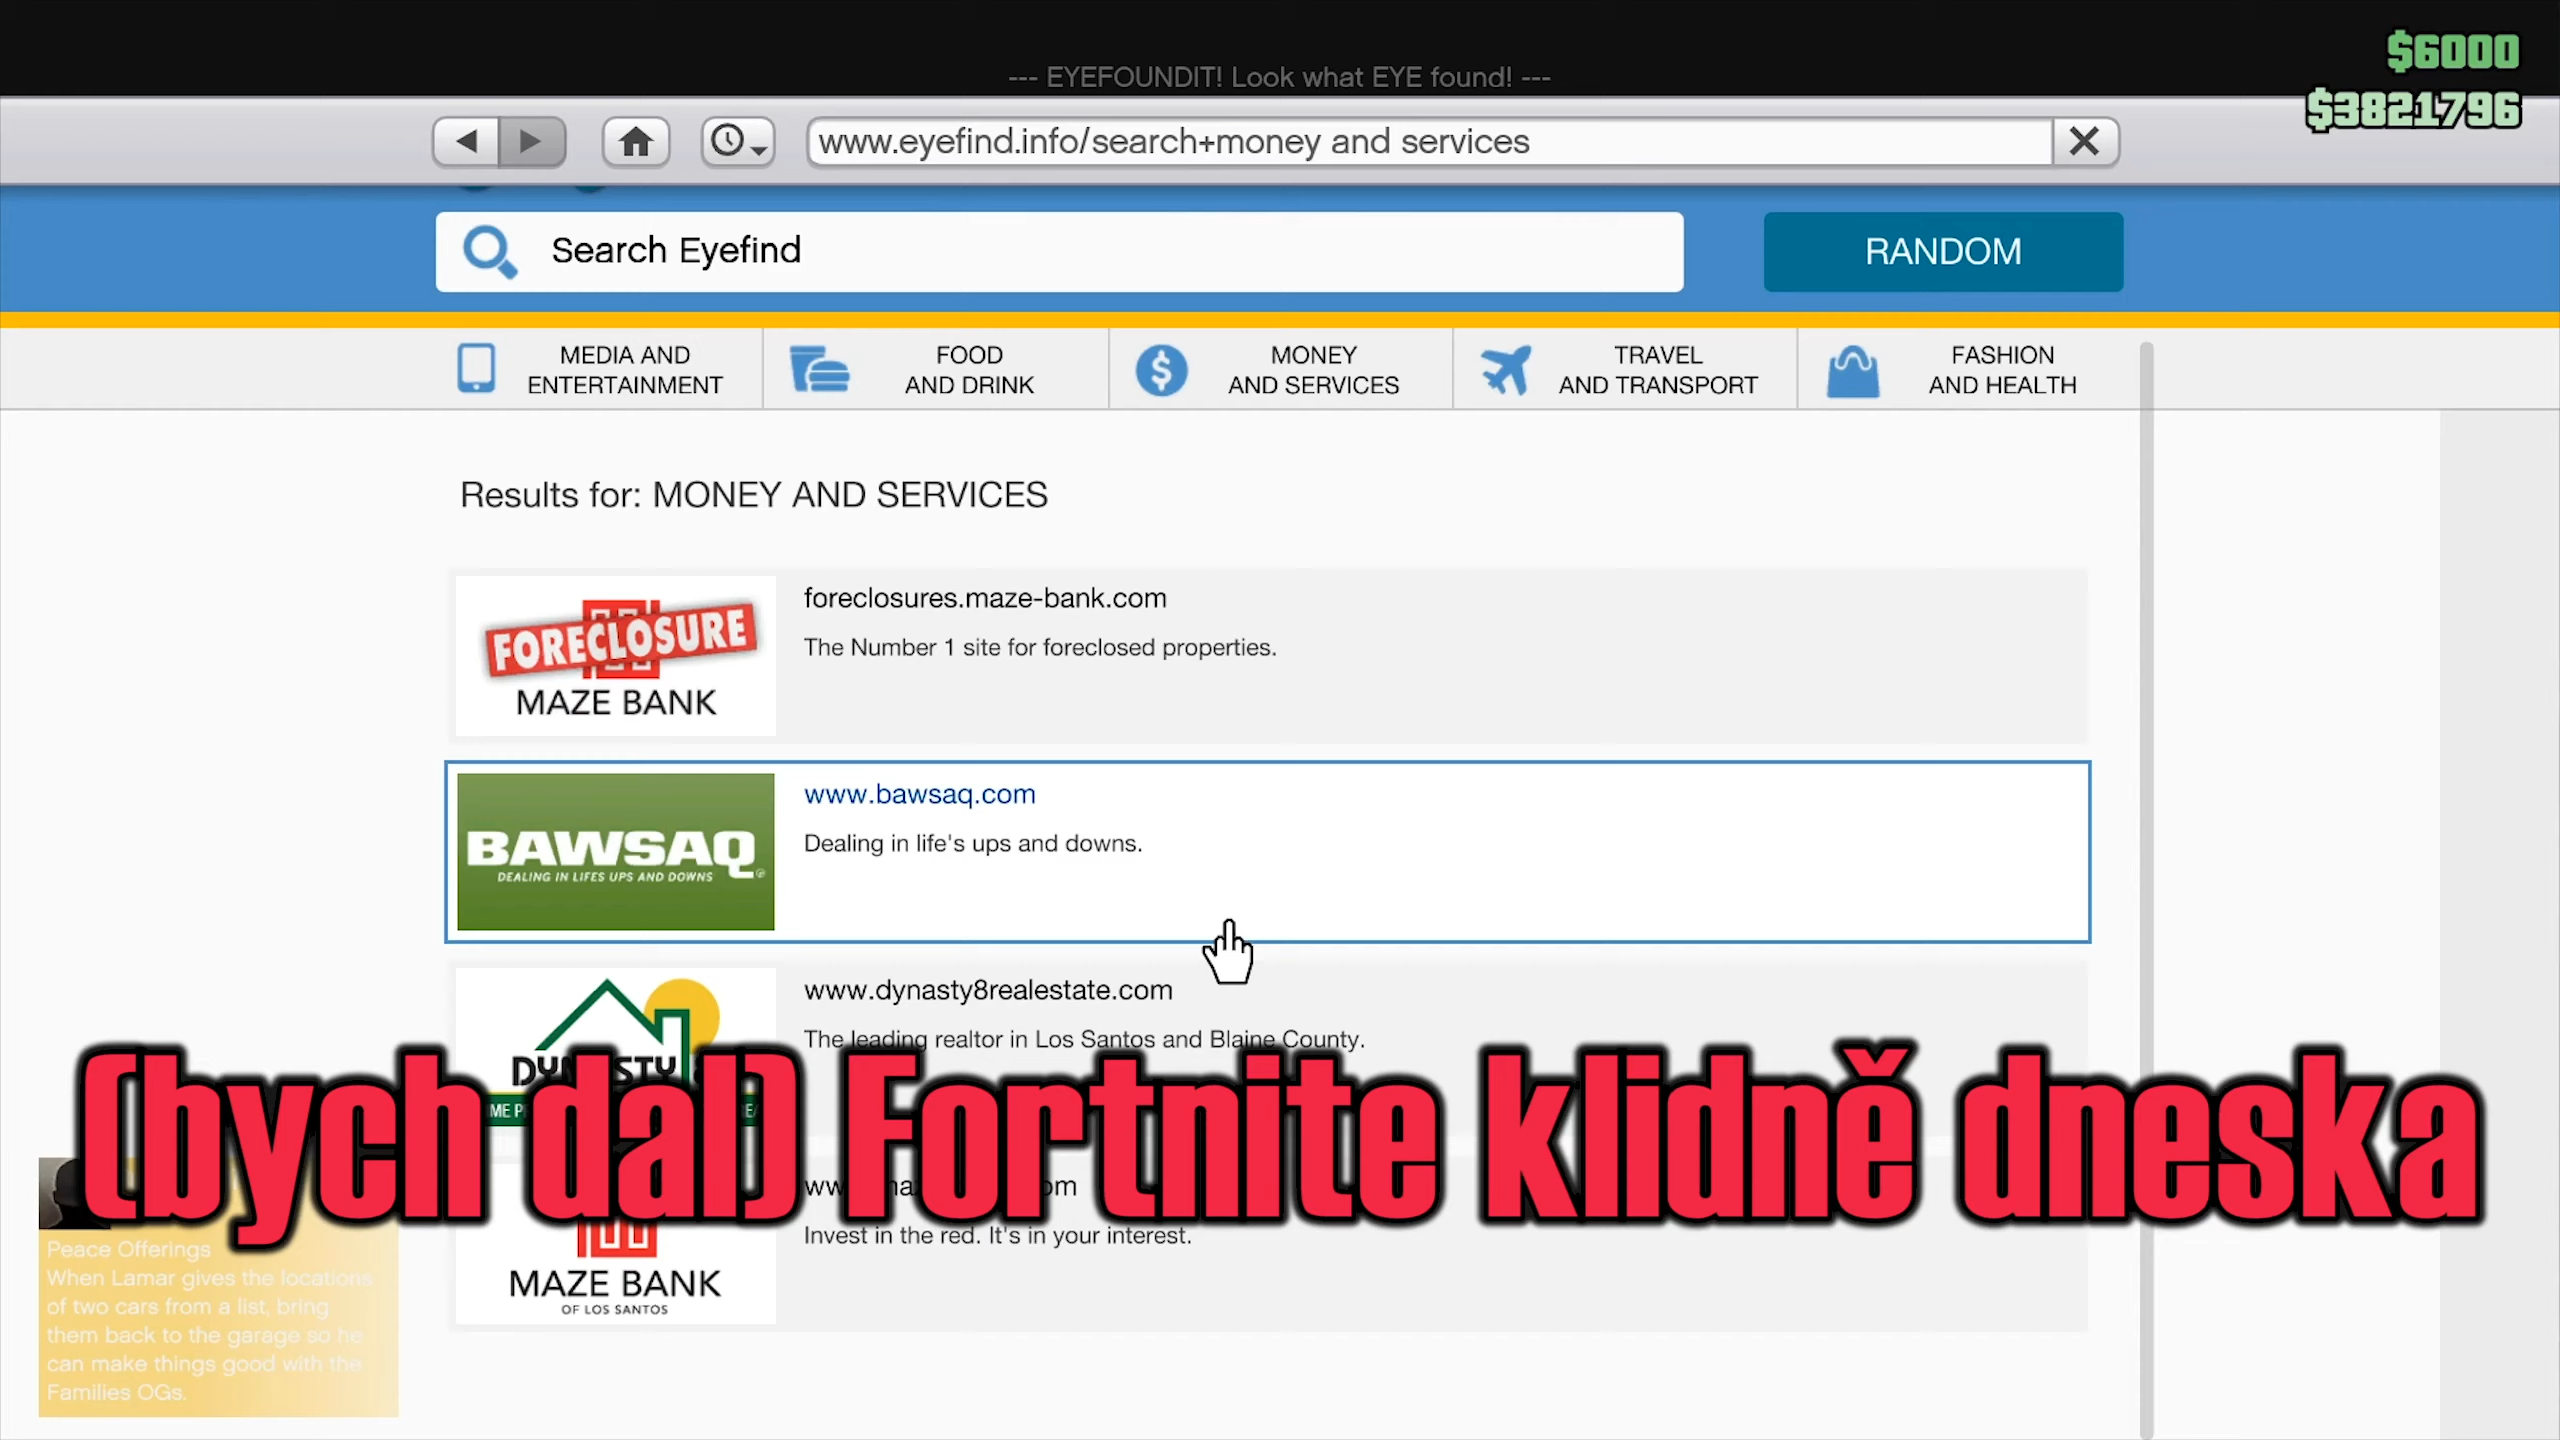 --- EYEFOUNDIT! Look what EYE found! ---
$6000
$3821796
www.eyefind.info/search+money and services
Search Eyefind
RANDOM
MEDIA AND
ENTERTAINMENT
FOOD
AND DRINK
MONEY
AND SERVICES
TRAVEL
AND TRANSPORT
FASHION
AND HEALTH
Results for: MONEY AND SERVICES
FORECLOSURE
MAZE BANK
foreclosures.maze-bank.com
The Number 1 site for foreclosed properties.
BAWSAQ
DEALING IN LIFES UPS AND DOWNS
www.bawsaq.com
Dealing in life's ups and downs.
www.dynasty8realestate.com
The leading realtor in Los Santos and Blaine County.
DYNASTY
(bych dal) Fortnite klidně dneska
Invest in the red. It's in your interest.
MAZE BANK
OF LOS SANTOS
Peace Offerings
When Lamar gives the locations
of two cars from a list, bring
them back to the garage so he
can make things good with the
Families OGs.